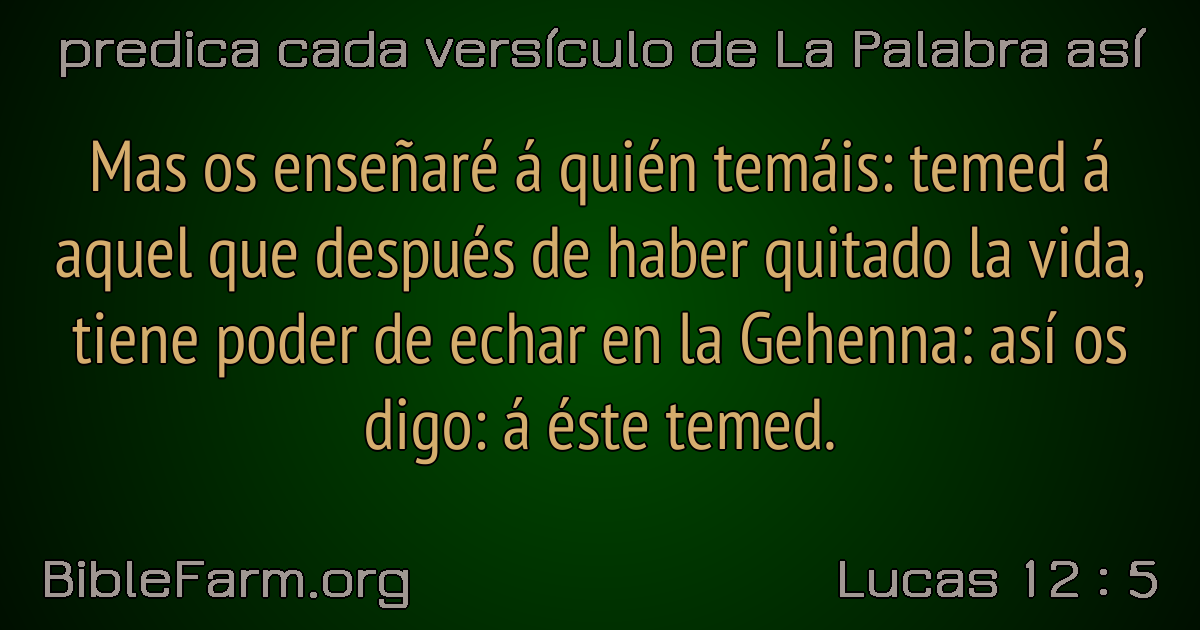 predica cada versículo de La Palabra así
Mas os enseñaré á quién temáis: temed á
aquel que después de haber quitado la vida,
tiene poder de echar en la Gehenna: así os
digo: á éste temed.
BibleFarm.org
Lucas 12 : 5